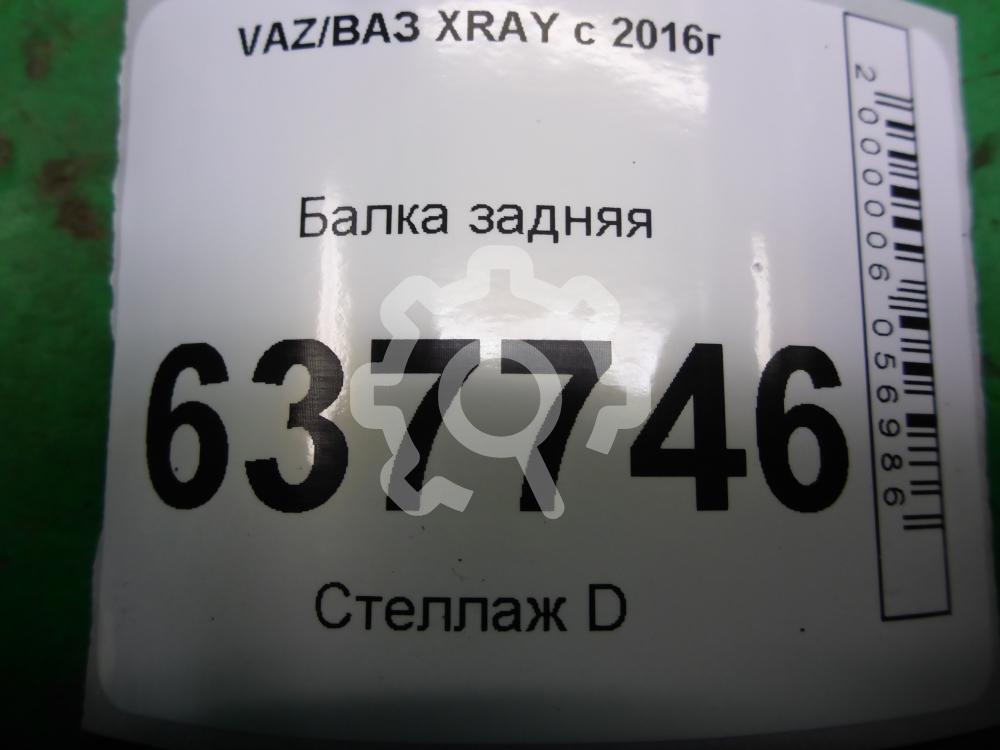 VAZ/ВАЗ XRAY с 2016г
Балка задняя
637746
Стеллаж D
2000006056986